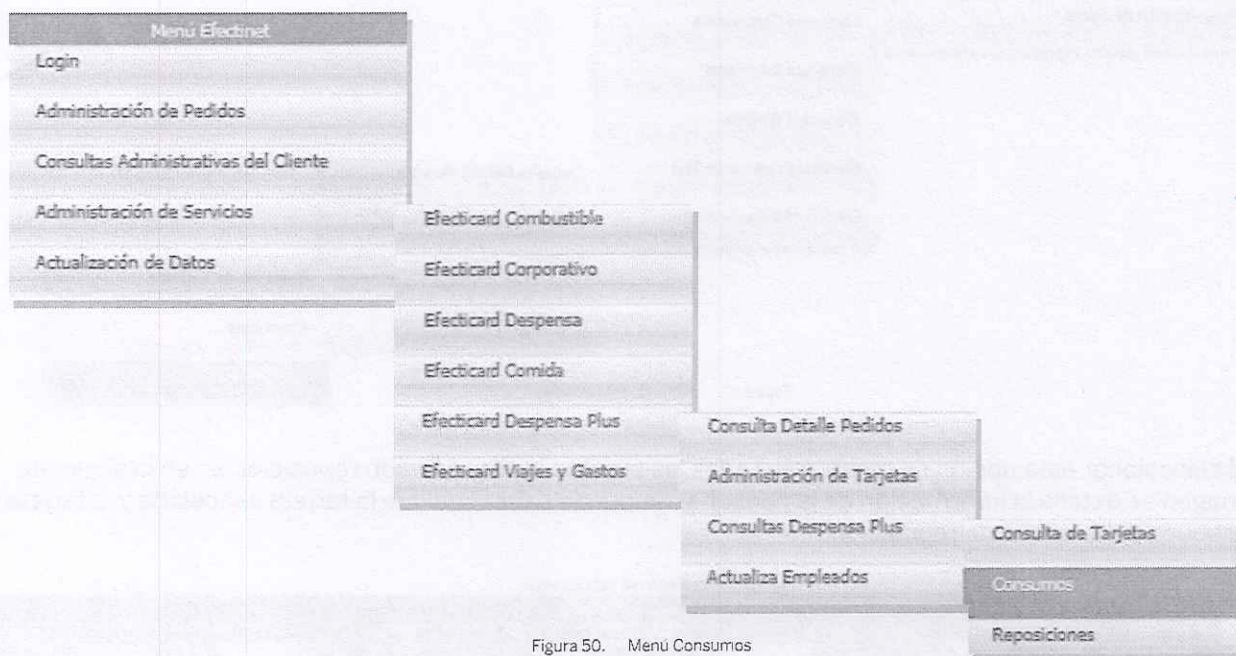 Menú Efectinet
Login
Administración de Pedidos
Consultas Administrativas del Cliente
Administración de Servicios
Actualización de Datos
Efecticard Combustible
Efecticard Corporativo
Efecticard Despensa
Efecticard Comida
Efecticard Despensa Plus
Efecticard Viajes y Gastos
Consulta Detalle Pedidos
Administración de Tarjetas
Consultas Despensa Plus
Actualiza Empleados
Consulta de Tarjetas
Consumos
Reposiciones
Figura 50. Menú Consumos